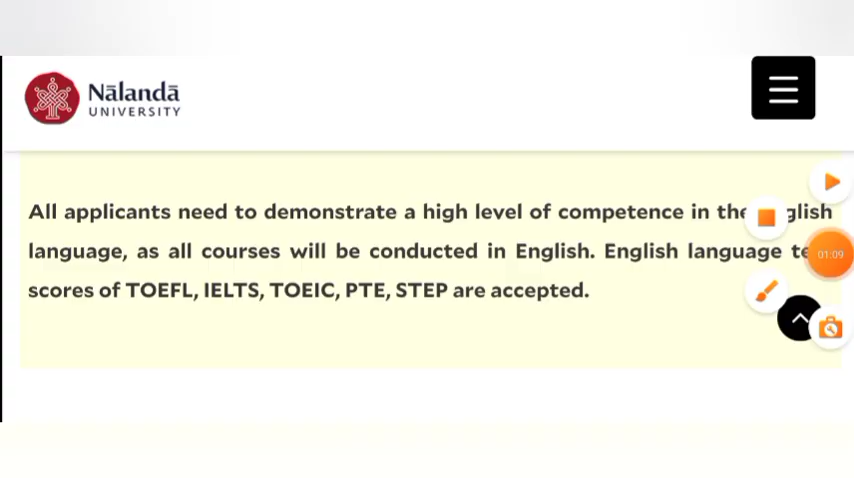 Nālandā
UNIVERSITY
All applicants need to demonstrate a high level of competence in the
language, as all courses will be conducted in English. English language
scores of TOEFL, IELTS, TOEIC, PTE, STEP are accepted.
01:09